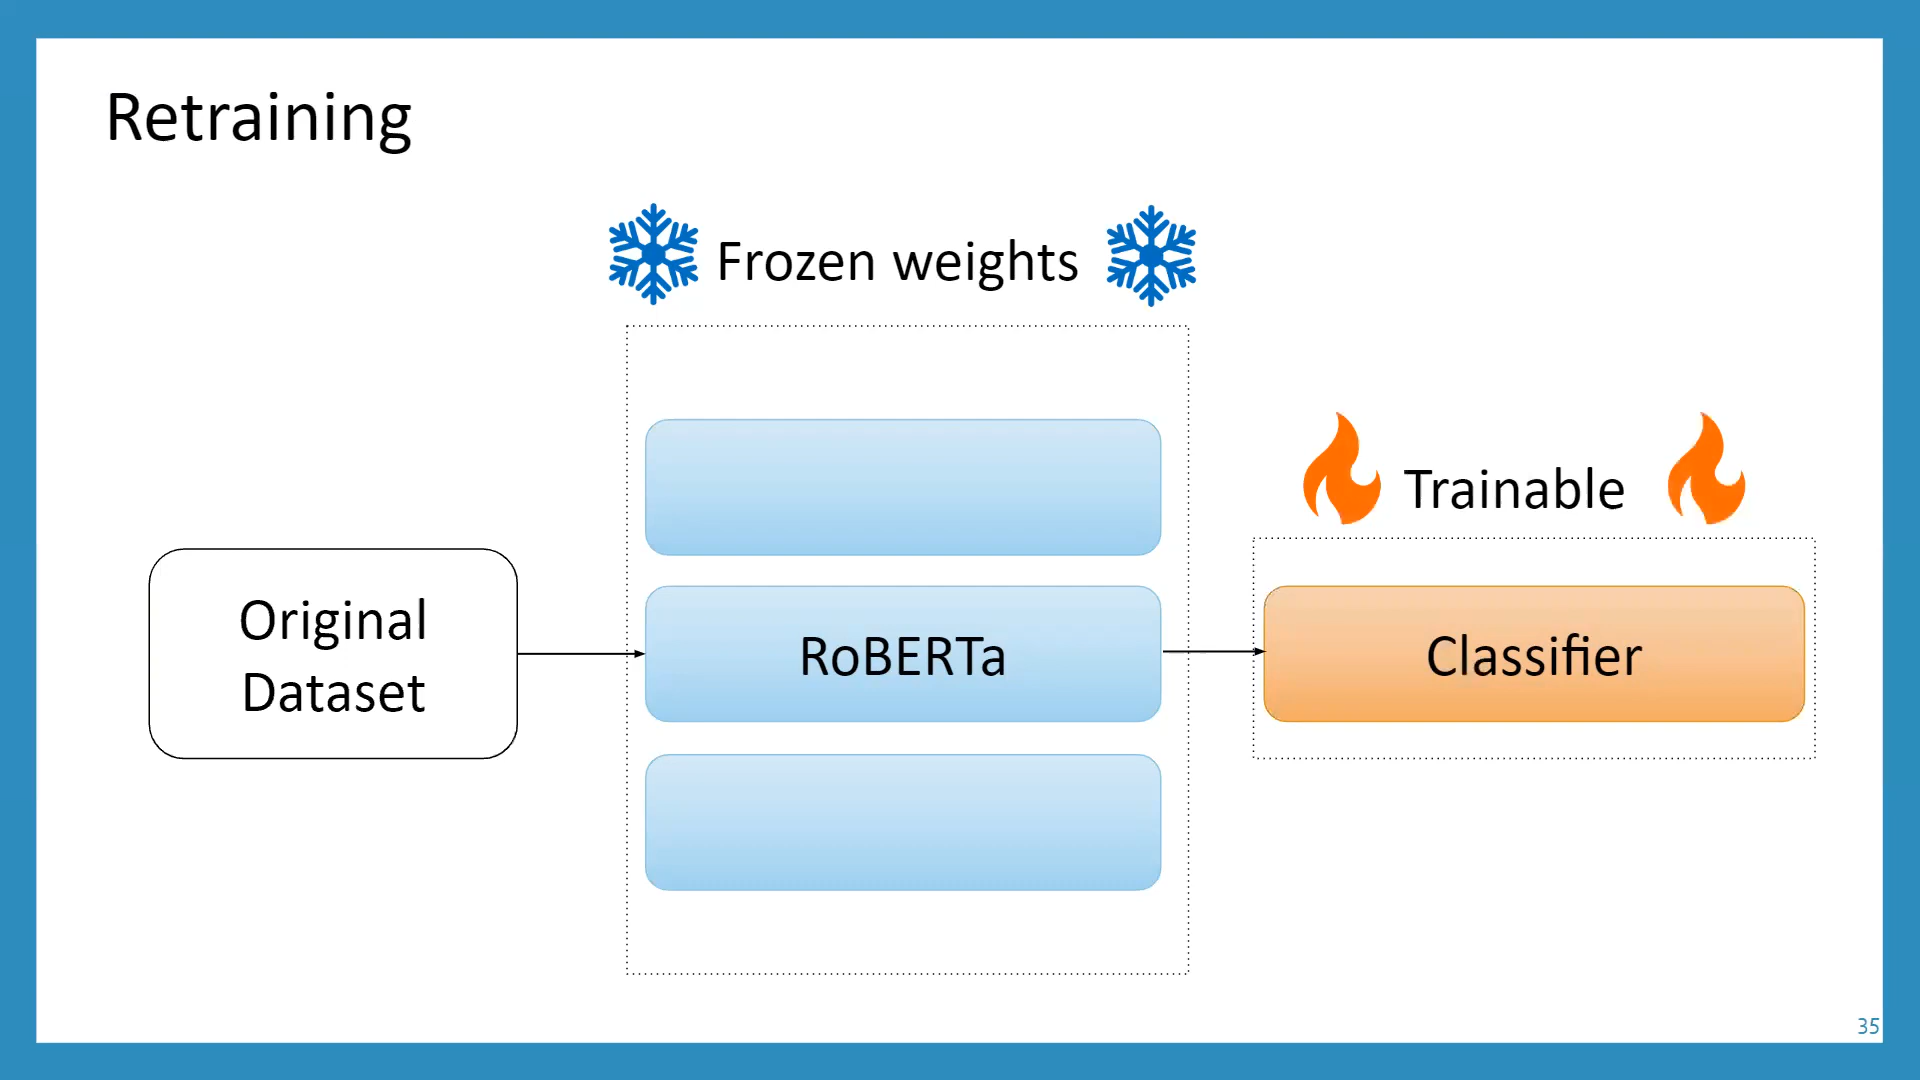 Retraining
Frozen weights
Trainable
Original
Dataset
RoBERTa
Classifier
35